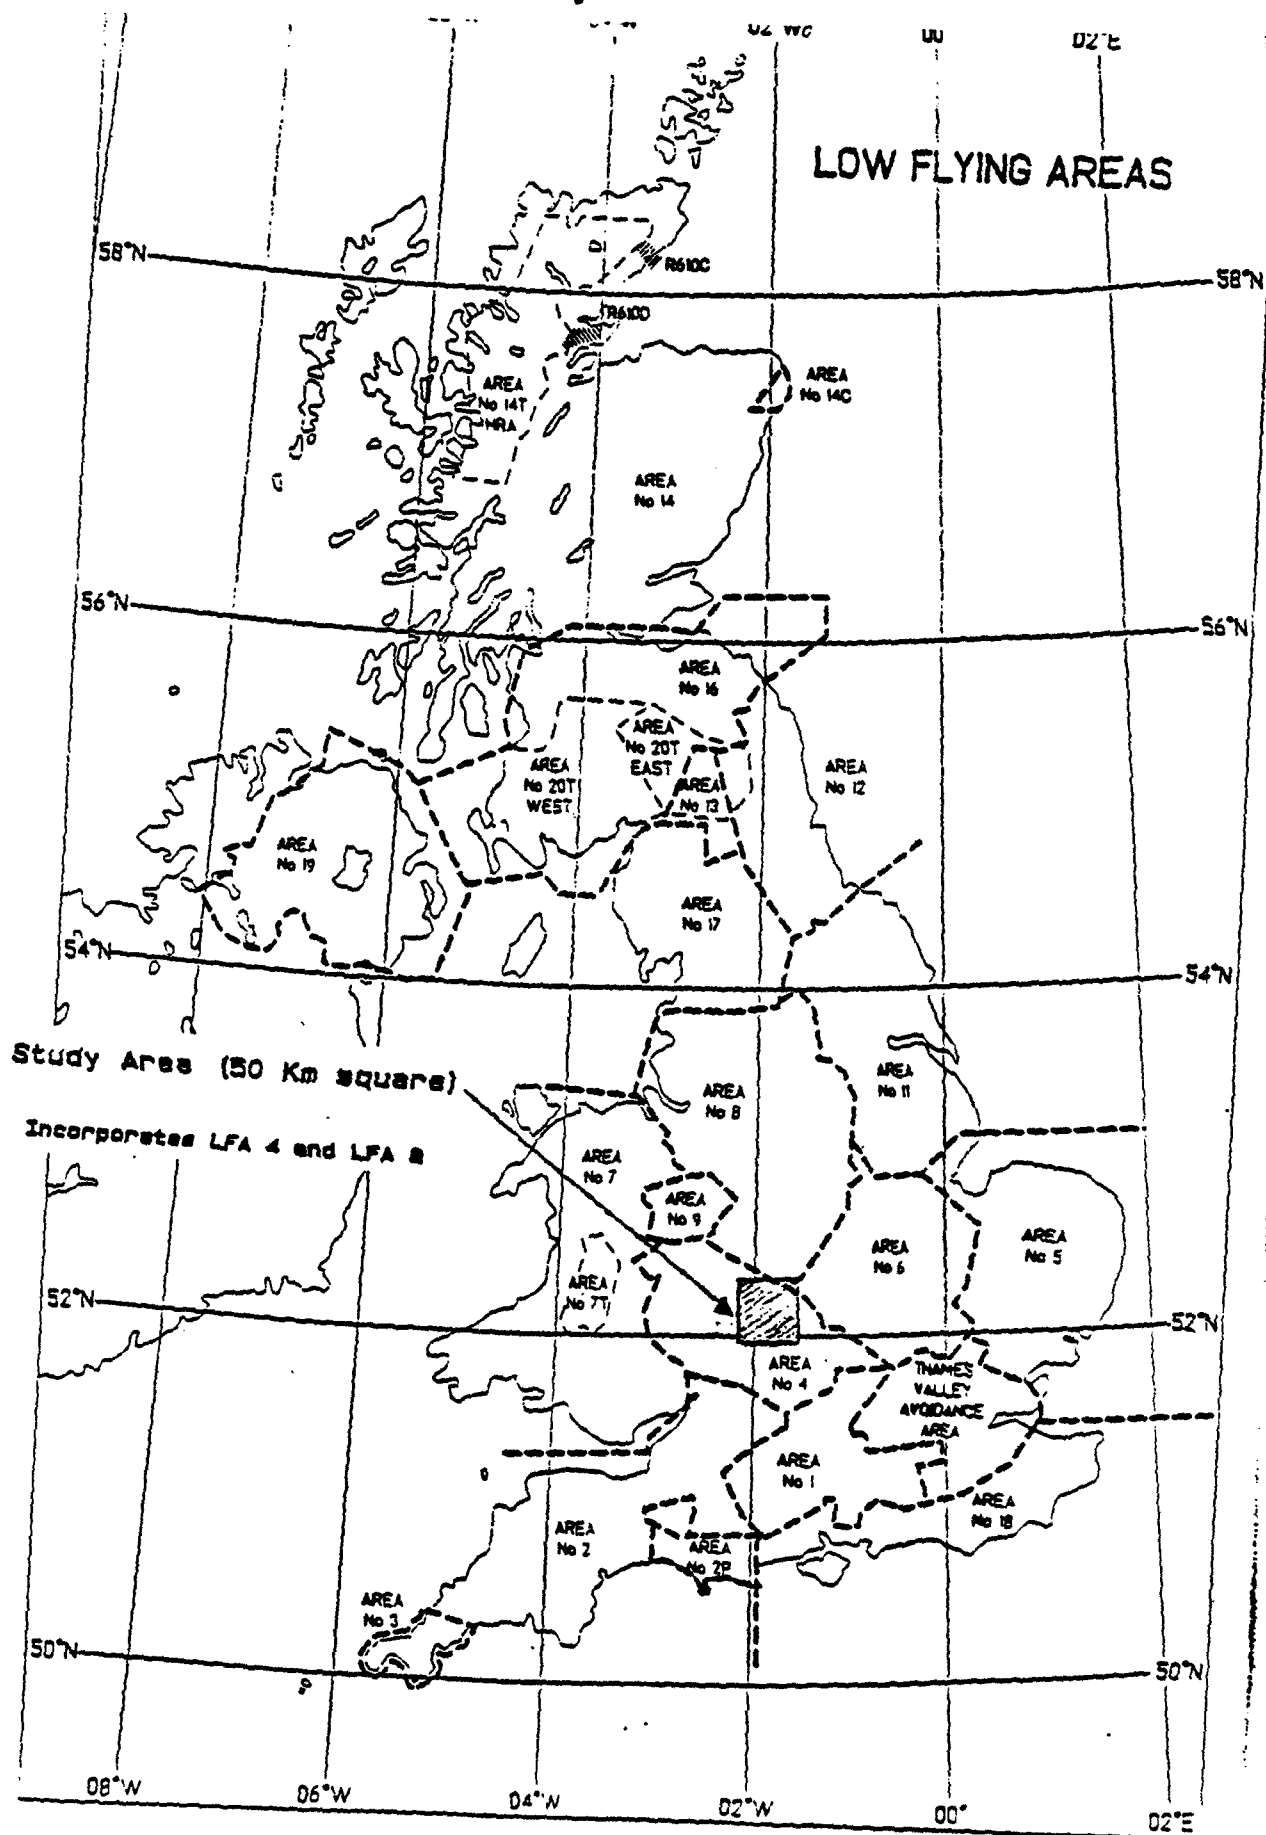 02 W
00
02°E
LOW FLYING AREAS
58°N
58°N
R610C
R610D
AREA
No 14T
HRA
AREA
No 14C
AREA
No 14
56°N
56°N
AREA
No 16
AREA
No 20T
EAST
AREA
No 20T
WEST
AREA
No 13
AREA
No 12
AREA
No 19
AREA
No 17
54°N
54°N
Study Area (50 Km square)
Incorporates LFA 4 and LFA 8
AREA
No 8
AREA
No 11
AREA
No 7
AREA
No 9
AREA
No 6
AREA
No 5
AREA
No 7T
52°N
52°N
AREA
No 4
THAMES
VALLEY
AVOIDANCE
AREA
AREA
No 1
AREA
No 18
AREA
No 2
AREA
No 2P
AREA
No 3
50°N
50°N
08°W
06°W
04°W
02°W
00°
02°E